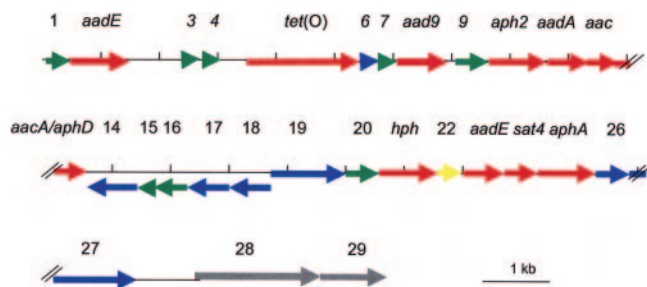 1 aadE 3 4 tet(O) 6 7 aad9 9 aph2 aadA aac
aacA/aphD 14 15 16 17 18 19 20 hph 22 aadE sat4 aphA 26
27 28 29
1 kb